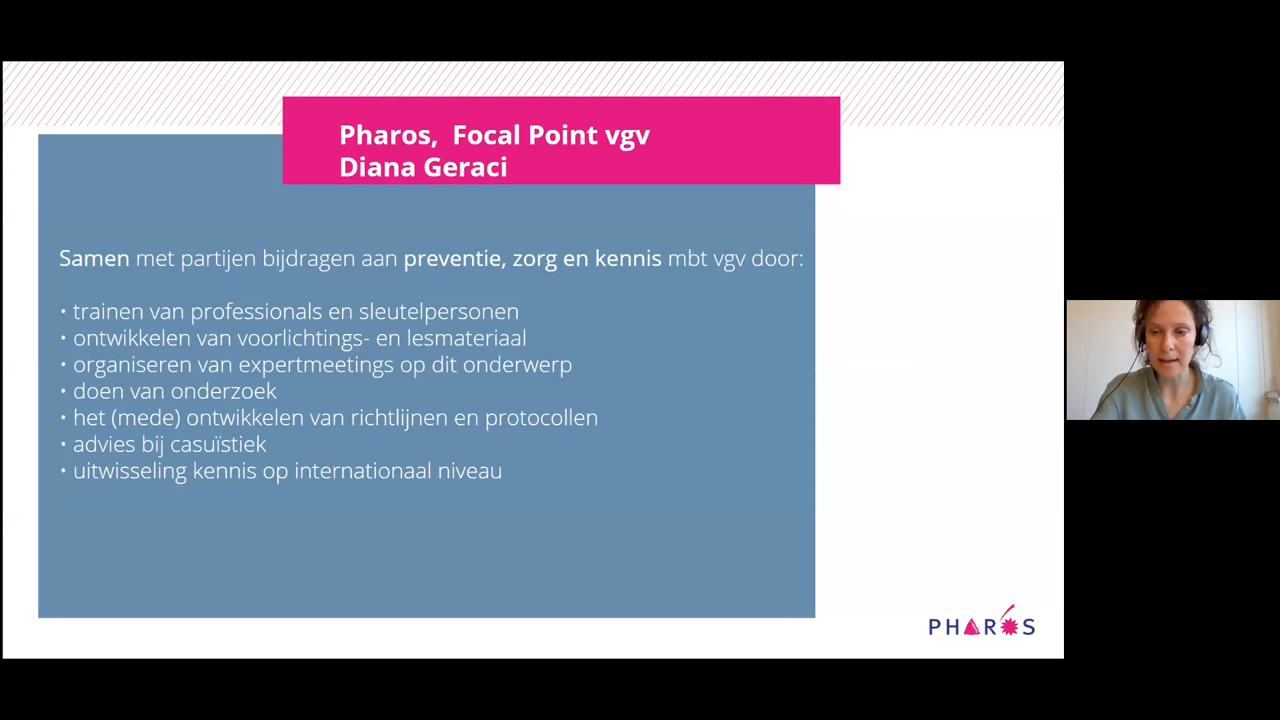 Pharos, Focal Point vgv
Diana Geraci
Samen met partijen bijdragen aan preventie, zorg en kennis mbt vgv door:
• trainen van professionals en sleutelpersonen
• ontwikkelen van voorlichtings- en lesmateriaal
• organiseren van expertmeetings op dit onderwerp
• doen van onderzoek
• het (mede) ontwikkelen van richtlijnen en protocollen
• advies bij casuïstiek
• uitwisseling kennis op internationaal niveau
PHAROS